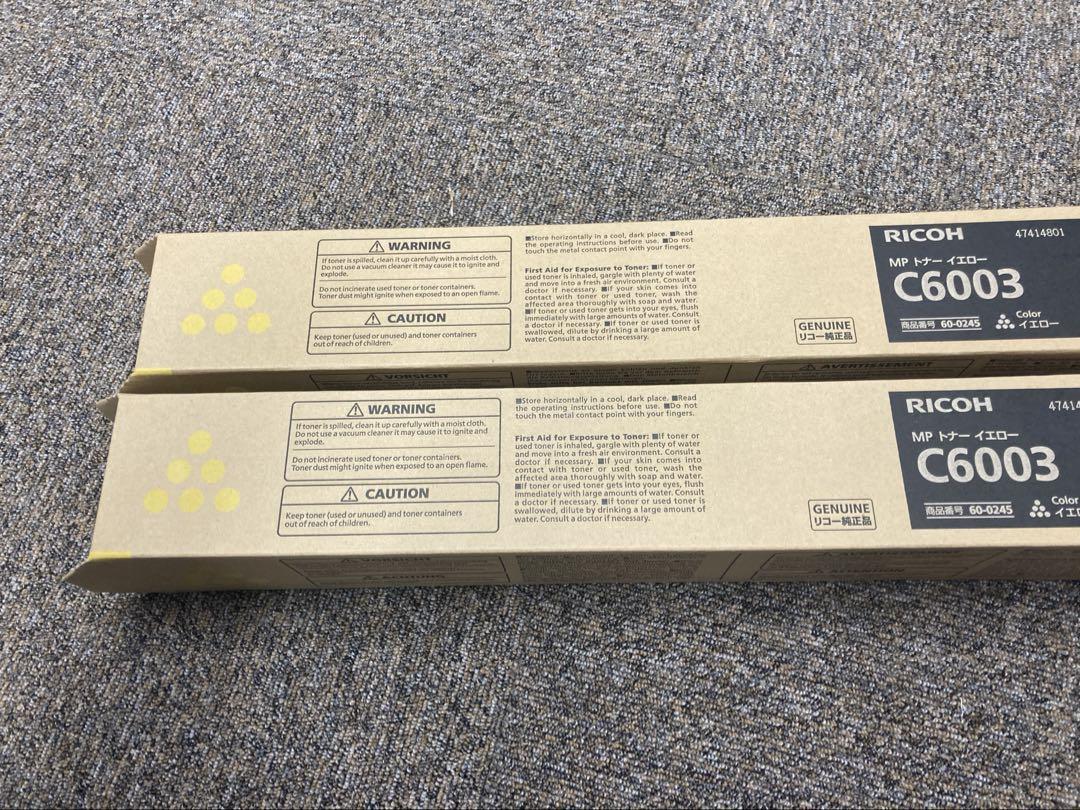 WARNING
If toner is spilled, clean it up carefully with a moist cloth.
Do not use a vacuum cleaner it may cause it to ignite and
explode.
Do not incinerate used toner or toner containers.
Toner dust might ignite when exposed to an open flame.
CAUTION
Keep toner (used or unused) and toner containers
out of reach of children.
■Store horizontally in a cool, dark place. ■Read
the operating instructions before use. ■Do not
touch the metal contact point with your fingers.
First Aid for Exposure to Toner: ■If toner or
used toner is inhaled, gargle with plenty of water
and move into a fresh air environment. Consult a
doctor if necessary. ■If your skin comes into
contact with toner or used toner, wash the
affected area thoroughly with soap and water.
■If toner or used toner gets into your eyes, flush
immediately with large amounts of water. Consult
a doctor if necessary. ■If toner or used toner is
swallowed, dilute by drinking a large amount of
water. Consult a doctor if necessary.
GENUINE
リコー純正品
RICOH 47414801
MP トナー イエロー
C6003
商品番号 60-0245
Color
イエロー
VORSICHT
AVERTISSEMENT
WARNING
If toner is spilled, clean it up carefully with a moist cloth.
Do not use a vacuum cleaner it may cause it to ignite and
explode.
Do not incinerate used toner or toner containers.
Toner dust might ignite when exposed to an open flame.
CAUTION
Keep toner (used or unused) and toner containers
out of reach of children.
■Store horizontally in a cool, dark place. ■Read
the operating instructions before use. ■Do not
touch the metal contact point with your fingers.
First Aid for Exposure to Toner: ■If toner or
used toner is inhaled, gargle with plenty of water
and move into a fresh air environment. Consult a
doctor if necessary. ■If your skin comes into
contact with toner or used toner, wash the
affected area thoroughly with soap and water.
■If toner or used toner gets into your eyes, flush
immediately with large amounts of water. Consult
a doctor if necessary. ■If toner or used toner is
swallowed, dilute by drinking a large amount of
water. Consult a doctor if necessary.
GENUINE
リコー純正品
RICOH 47414
MP トナー イエロー
C6003
商品番号 60-0245
Color
イエロ
VORSICHT
ACHTUNG
AVERTISSEMENT
ATTENTION